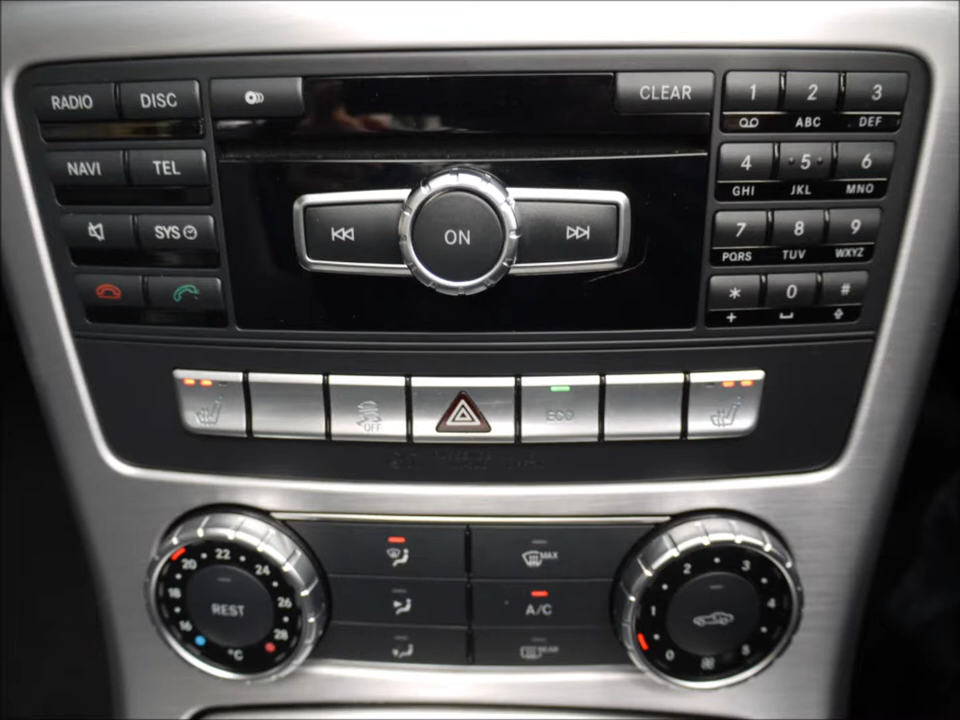 RADIO DISC CLEAR 1 2 3
ABC DEF
NAVI TEL 4 5 6
GHI JKL MNO
SYS ON 7 8 9
PQRS TUV WXYZ
* 0 #
+
OFF ECO
20 22 24 2 3
18 26 MAX 1 4
REST A/C
16 28 REAR 0
°C